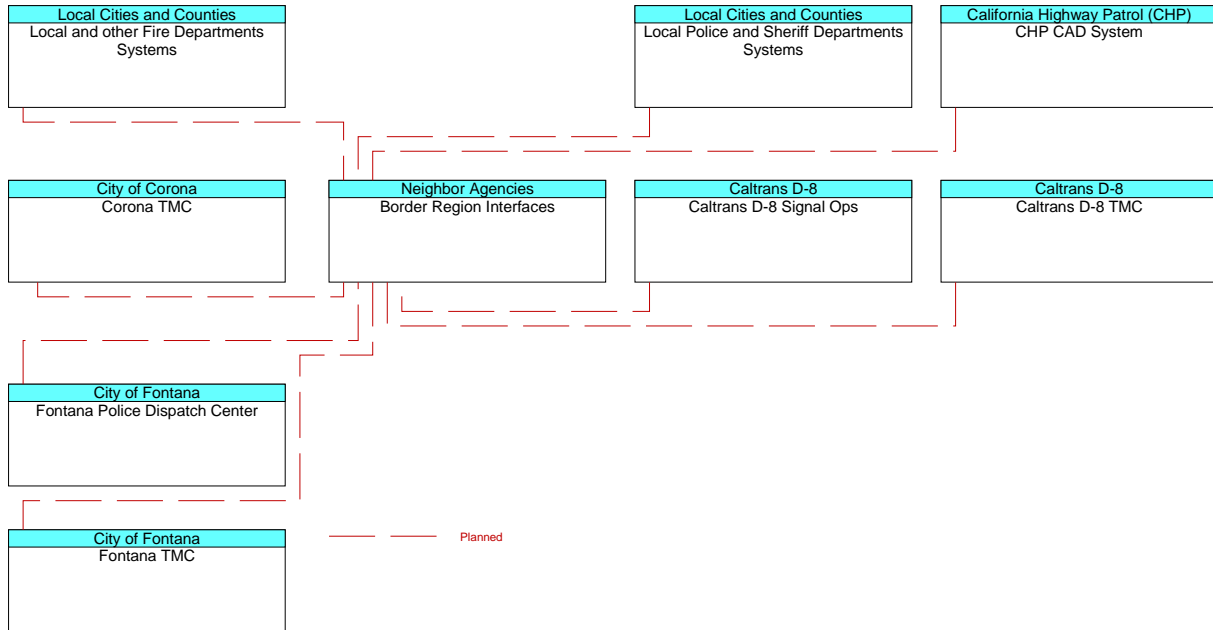 Local Cities and Counties
Local and other Fire Departments
Systems
Local Cities and Counties
Local Police and Sheriff Departments
Systems
California Highway Patrol (CHP)
CHP CAD System
City of Corona
Corona TMC
Neighbor Agencies
Border Region Interfaces
Caltrans D-8
Caltrans D-8 Signal Ops
Caltrans D-8
Caltrans D-8 TMC
City of Fontana
Fontana Police Dispatch Center
City of Fontana
Fontana TMC
Planned